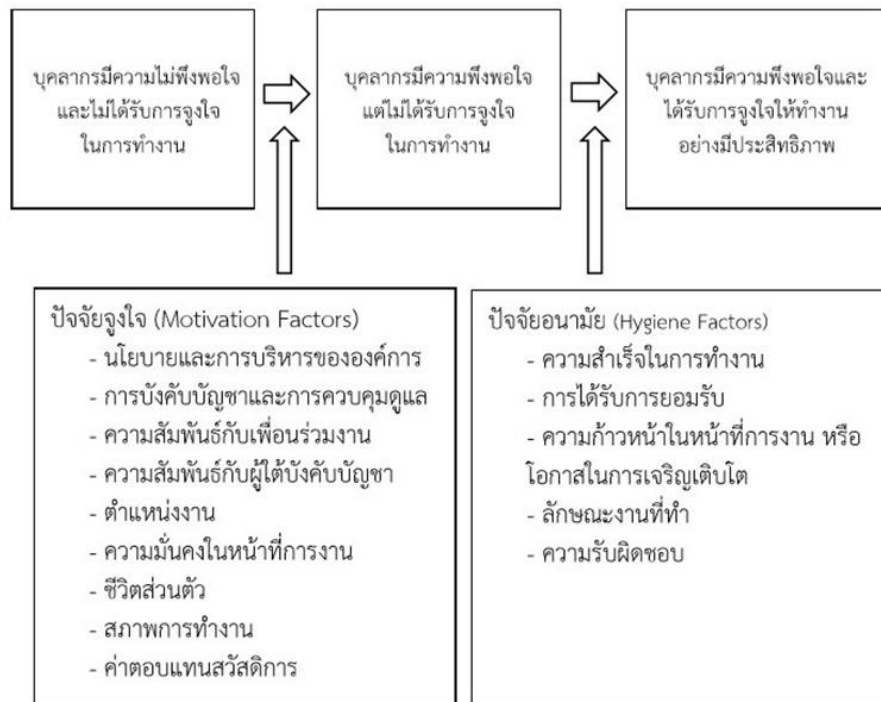 บุคลากรมีความไม่พึงพอใจ
และไม่ได้รับการจูงใจ
ในการทำงาน
บุคลากรมีความพึงพอใจ
แต่ไม่ได้รับการจูงใจ
ในการทำงาน
บุคลากรมีความพึงพอใจและ
ได้รับการจูงใจให้ทำงาน
อย่างมีประสิทธิภาพ
ปัจจัยจูงใจ (Motivation Factors)
- นโยบายและการบริหารขององค์การ
- การบังคับบัญชาและการควบคุมดูแล
- ความสัมพันธ์กับเพื่อนร่วมงาน
- ความสัมพันธ์กับผู้ใต้บังคับบัญชา
- ตำแหน่งงาน
- ความมั่นคงในหน้าที่การงาน
- ชีวิตส่วนตัว
- สภาพการทำงาน
- ค่าตอบแทนสวัสดิการ
ปัจจัยอนามัย (Hygiene Factors)
- ความสำเร็จในการทำงาน
- การได้รับการยอมรับ
- ความก้าวหน้าในหน้าที่การงาน หรือ
โอกาสในการเจริญเติบโต
- ลักษณะงานที่ทำ
- ความรับผิดชอบ